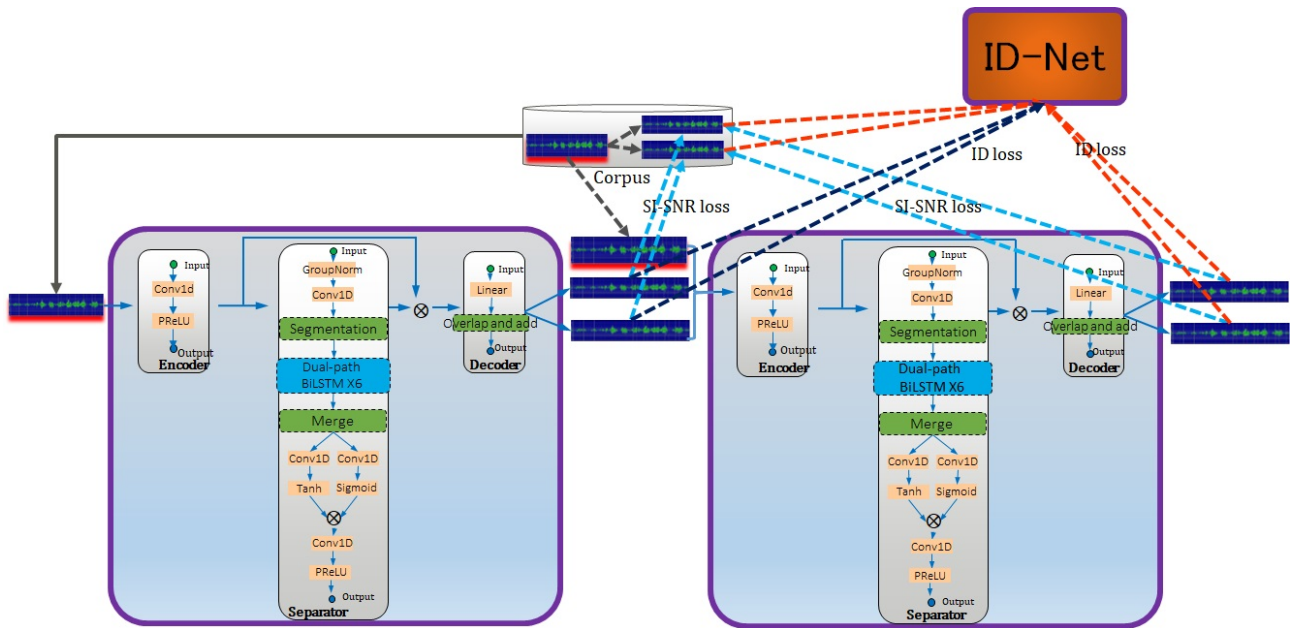 ID-Net
Corpus
SI-SNR loss
ID loss
SI-SNR loss
ID loss
Input
Conv1d
PReLU
Output
Encoder
Input
GroupNorm
Conv1D
Segmentation
Dual-path
BiLSTM X6
Merge
Conv1D
Conv1D
Tanh
Sigmoid
Conv1D
PReLU
Output
Separator
Input
Linear
Overlap and add
Output
Decoder
Input
Conv1d
PReLU
Output
Encoder
Input
GroupNorm
Conv1D
Segmentation
Dual-path
BiLSTM X6
Merge
Conv1D
Conv1D
Tanh
Sigmoid
Conv1D
PReLU
Output
Separator
Input
Linear
Overlap and add
Output
Decoder